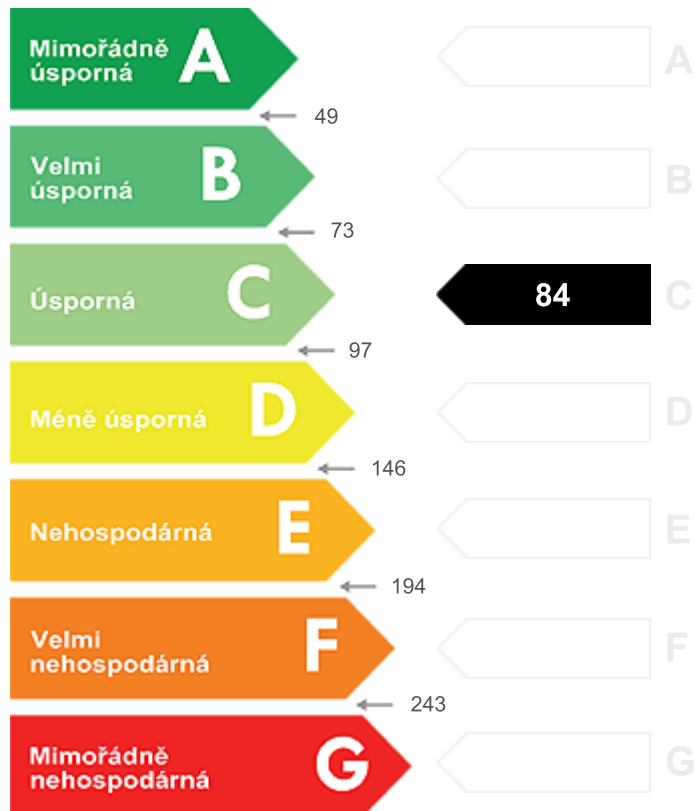 Mimořádně
úsporná
A
A
49
Velmi
úsporná
B
B
73
Úsporná
C
84
C
97
Méně úsporná
D
D
146
Nehospodárná
E
E
194
Velmi
nehospodárná
F
F
243
Mimořádně
nehospodárná
G
G